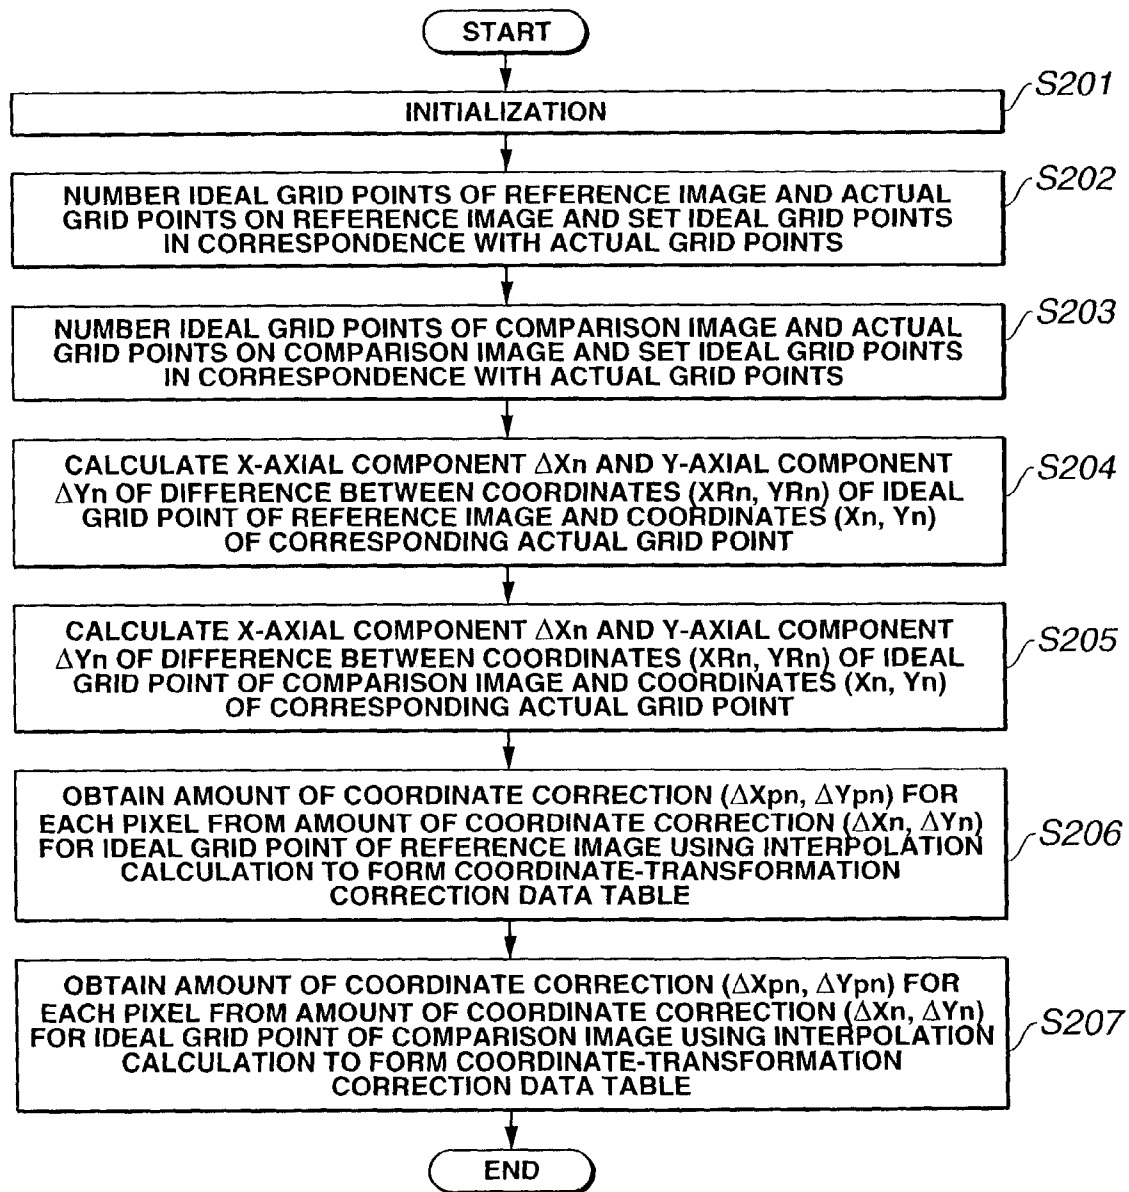 START
S201
INITIALIZATION
S202
NUMBER IDEAL GRID POINTS OF REFERENCE IMAGE AND ACTUAL
GRID POINTS ON REFERENCE IMAGE AND SET IDEAL GRID POINTS
IN CORRESPONDENCE WITH ACTUAL GRID POINTS
S203
NUMBER IDEAL GRID POINTS OF COMPARISON IMAGE AND ACTUAL
GRID POINTS ON COMPARISON IMAGE AND SET IDEAL GRID POINTS
IN CORRESPONDENCE WITH ACTUAL GRID POINTS
S204
CALCULATE X-AXIAL COMPONENT ΔXn AND Y-AXIAL COMPONENT
ΔYn OF DIFFERENCE BETWEEN COORDINATES (XRn, YRn) OF IDEAL
GRID POINT OF REFERENCE IMAGE AND COORDINATES (Xn, Yn)
OF CORRESPONDING ACTUAL GRID POINT
S205
CALCULATE X-AXIAL COMPONENT ΔXn AND Y-AXIAL COMPONENT
ΔYn OF DIFFERENCE BETWEEN COORDINATES (XRn, YRn) OF IDEAL
GRID POINT OF COMPARISON IMAGE AND COORDINATES (Xn, Yn)
OF CORRESPONDING ACTUAL GRID POINT
S206
OBTAIN AMOUNT OF COORDINATE CORRECTION (ΔXpn, ΔYpn) FOR
EACH PIXEL FROM AMOUNT OF COORDINATE CORRECTION (ΔXn, ΔYn)
FOR IDEAL GRID POINT OF REFERENCE IMAGE USING INTERPOLATION
CALCULATION TO FORM COORDINATE-TRANSFORMATION
CORRECTION DATA TABLE
S207
OBTAIN AMOUNT OF COORDINATE CORRECTION (ΔXpn, ΔYpn) FOR
EACH PIXEL FROM AMOUNT OF COORDINATE CORRECTION (ΔXn, ΔYn)
FOR IDEAL GRID POINT OF COMPARISON IMAGE USING INTERPOLATION
CALCULATION TO FORM COORDINATE-TRANSFORMATION
CORRECTION DATA TABLE
END